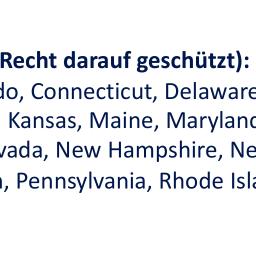 Recht darauf geschützt):
do, Connecticut, Delaware
Kansas, Maine, Maryland
vada, New Hampshire, Ne
, Pennsylvania, Rhode Isla